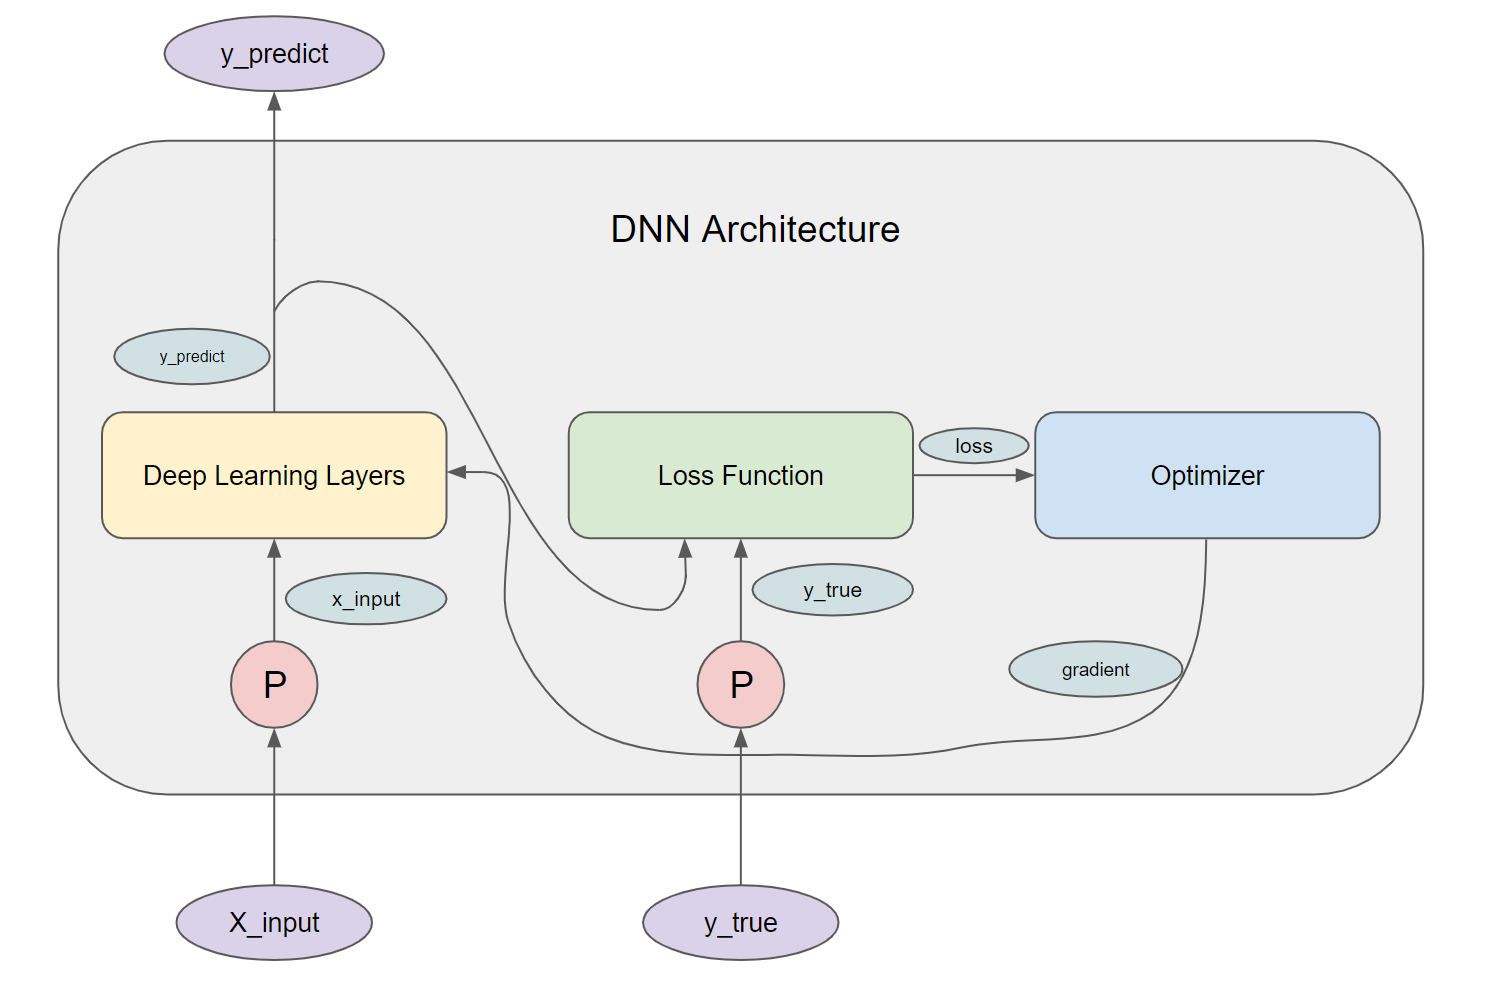 y_predict
DNN Architecture
y_predict
Deep Learning Layers
Loss Function
loss
Optimizer
x_input
y_true
P
P
gradient
X_input
y_true